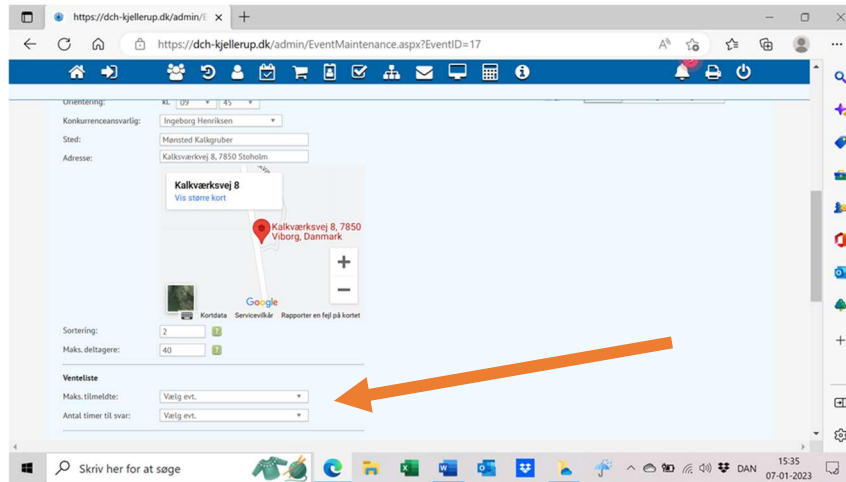 https://dch-kjellerup.dk/admin/E
https://dch-kjellerup.dk/admin/EventMaintenance.aspx?EventID=17
Orientering: kl. 09 45
Konkurrenceansvarlig: Ingeborg Henriksen
Sted: Mønsted Kalkgruber
Adresse: Kalksværkvej 8, 7850 Stoholm
Kalkværksvej 8
Vis større kort
Kalkværksvej 8, 7850
Viborg, Danmark
Google
Kortdata Servicevilkår Rapporter en fejl på kortet
Sortering: 2 ?
Maks. deltagere: 40 ?
Venteliste
Maks. tilmeldte: Vælg evt.
Antal timer til svar: Vælg evt.
Skriv her for at søge
DAN
15:35
07-01-2023